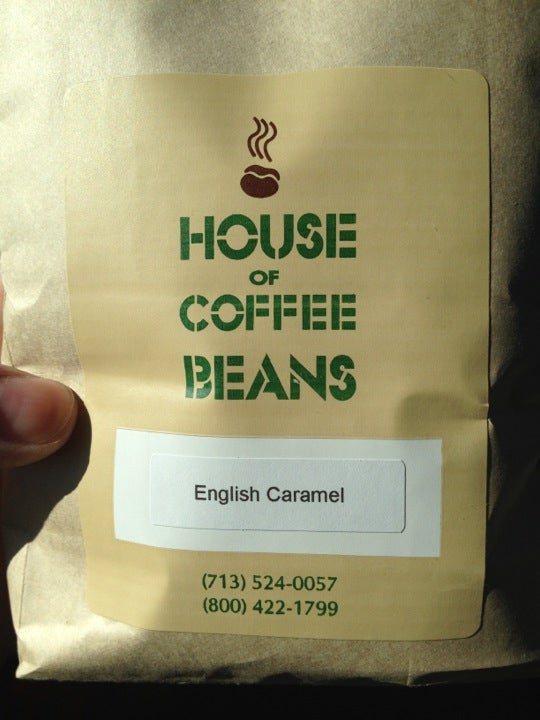 HOUSE
OF
COFFEE
BEANS
English Caramel
(713) 524-0057
(800) 422-1799